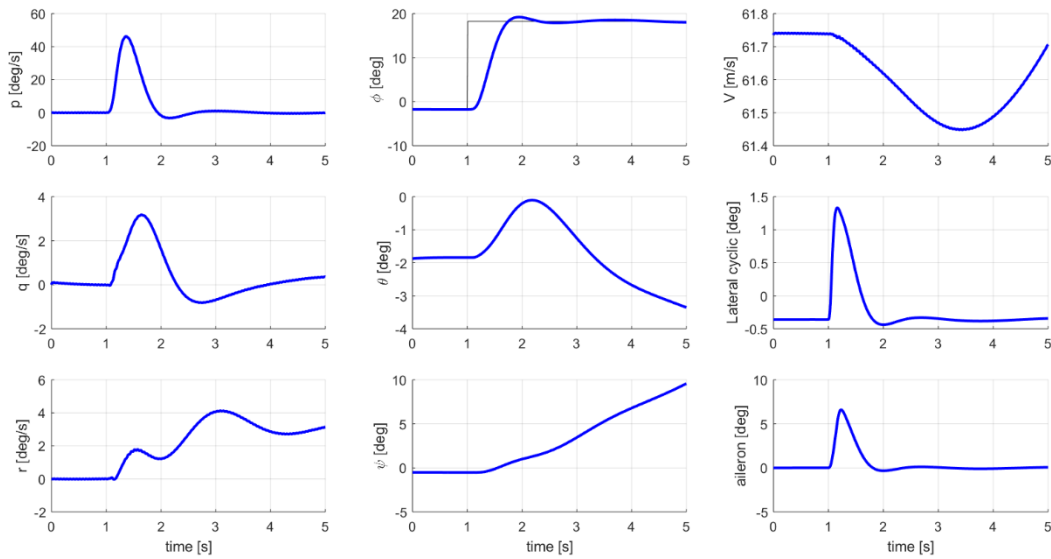 60
40
20
0
-20
p [deg/s]
0 1 2 3 4 5
20
10
0
-10
ϕ [deg]
0 1 2 3 4 5
61.8
61.7
61.6
61.5
61.4
V [m/s]
0 1 2 3 4 5
4
2
0
-2
q [deg/s]
0 1 2 3 4 5
0
-1
-2
-3
-4
θ [deg]
0 1 2 3 4 5
1.5
1
0.5
0
-0.5
Lateral cyclic [deg]
0 1 2 3 4 5
6
4
2
0
-2
r [deg/s]
0 1 2 3 4 5
time [s]
10
5
0
-5
ψ [deg]
0 1 2 3 4 5
time [s]
10
5
0
-5
aileron [deg]
0 1 2 3 4 5
time [s]